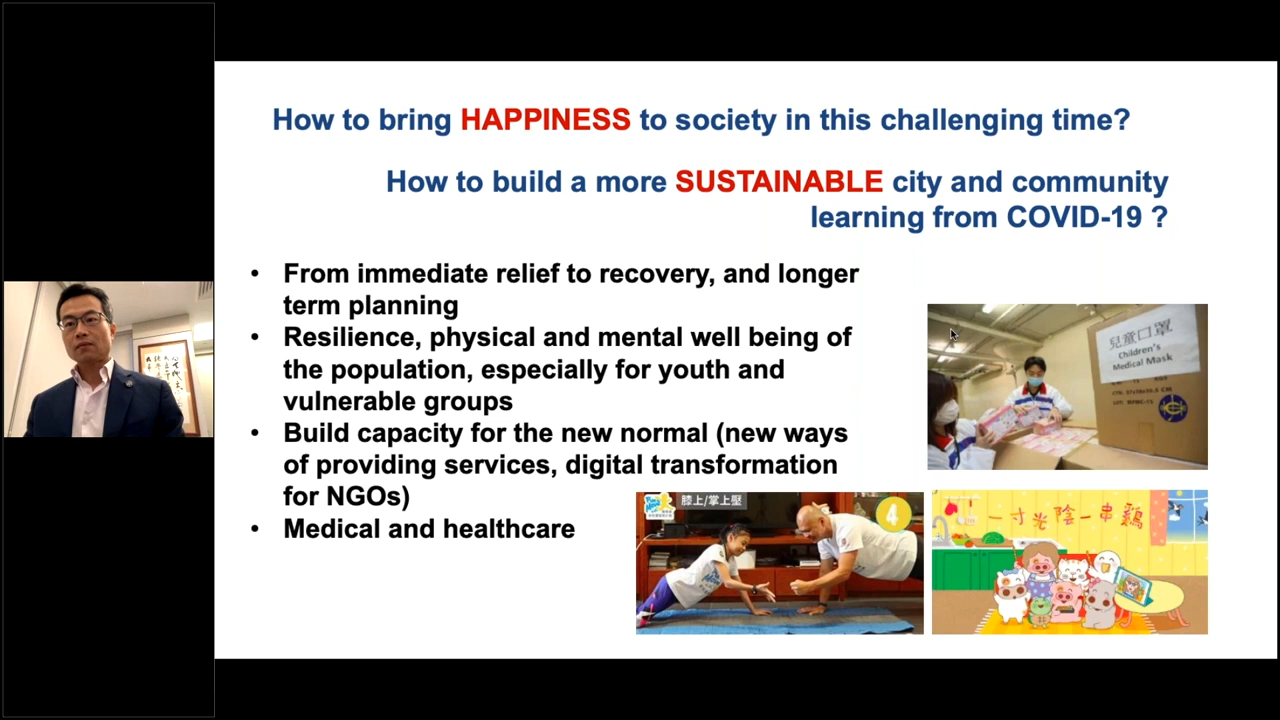 How to bring HAPPINESS to society in this challenging time?
How to build a more SUSTAINABLE city and community
learning from COVID-19 ?
• From immediate relief to recovery, and longer
term planning
• Resilience, physical and mental well being of
the population, especially for youth and
vulnerable groups
• Build capacity for the new normal (new ways
of providing services, digital transformation
for NGOs)
• Medical and healthcare
兒童口罩
Children's
Medical Mask
膝上/掌上壓
4
一寸光陰一串鷄